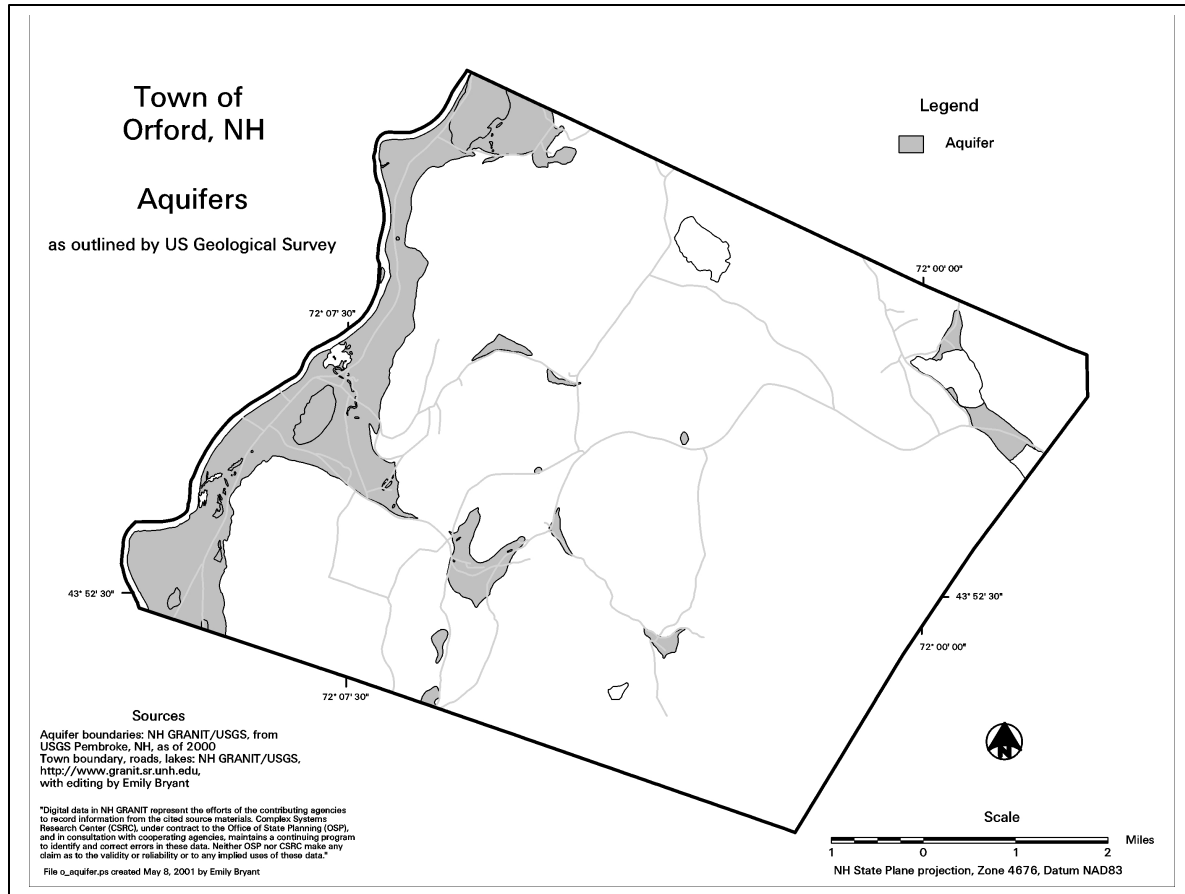 Town of
Orford, NH
Aquifers
as outlined by US Geological Survey
Legend
Aquifer
72° 00' 00"
72° 07' 30"
43° 52' 30"
43° 52' 30"
72° 00' 00"
72° 07' 30"
Sources
Aquifer boundaries: NH GRANIT/USGS, from
USGS Pembroke, NH, as of 2000
Town boundary, roads, lakes: NH GRANIT/USGS,
http://www.granit.sr.unh.edu,
with editing by Emily Bryant
"Digital data in NH GRANIT represent the efforts of the contributing agencies
to record information from the cited source materials. Complex Systems
Research Center (CSRC), under contract to the Office of State Planning (OSP),
and in consultation with cooperating agencies, maintains a continuing program
to identify and correct errors in these data. Neither OSP nor CSRC make any
claim as to the validity or reliability or to any implied uses of these data."
File o_aquifer.ps created May 8, 2001 by Emily Bryant
N
Scale
Miles
1 0 1 2
NH State Plane projection, Zone 4676, Datum NAD83